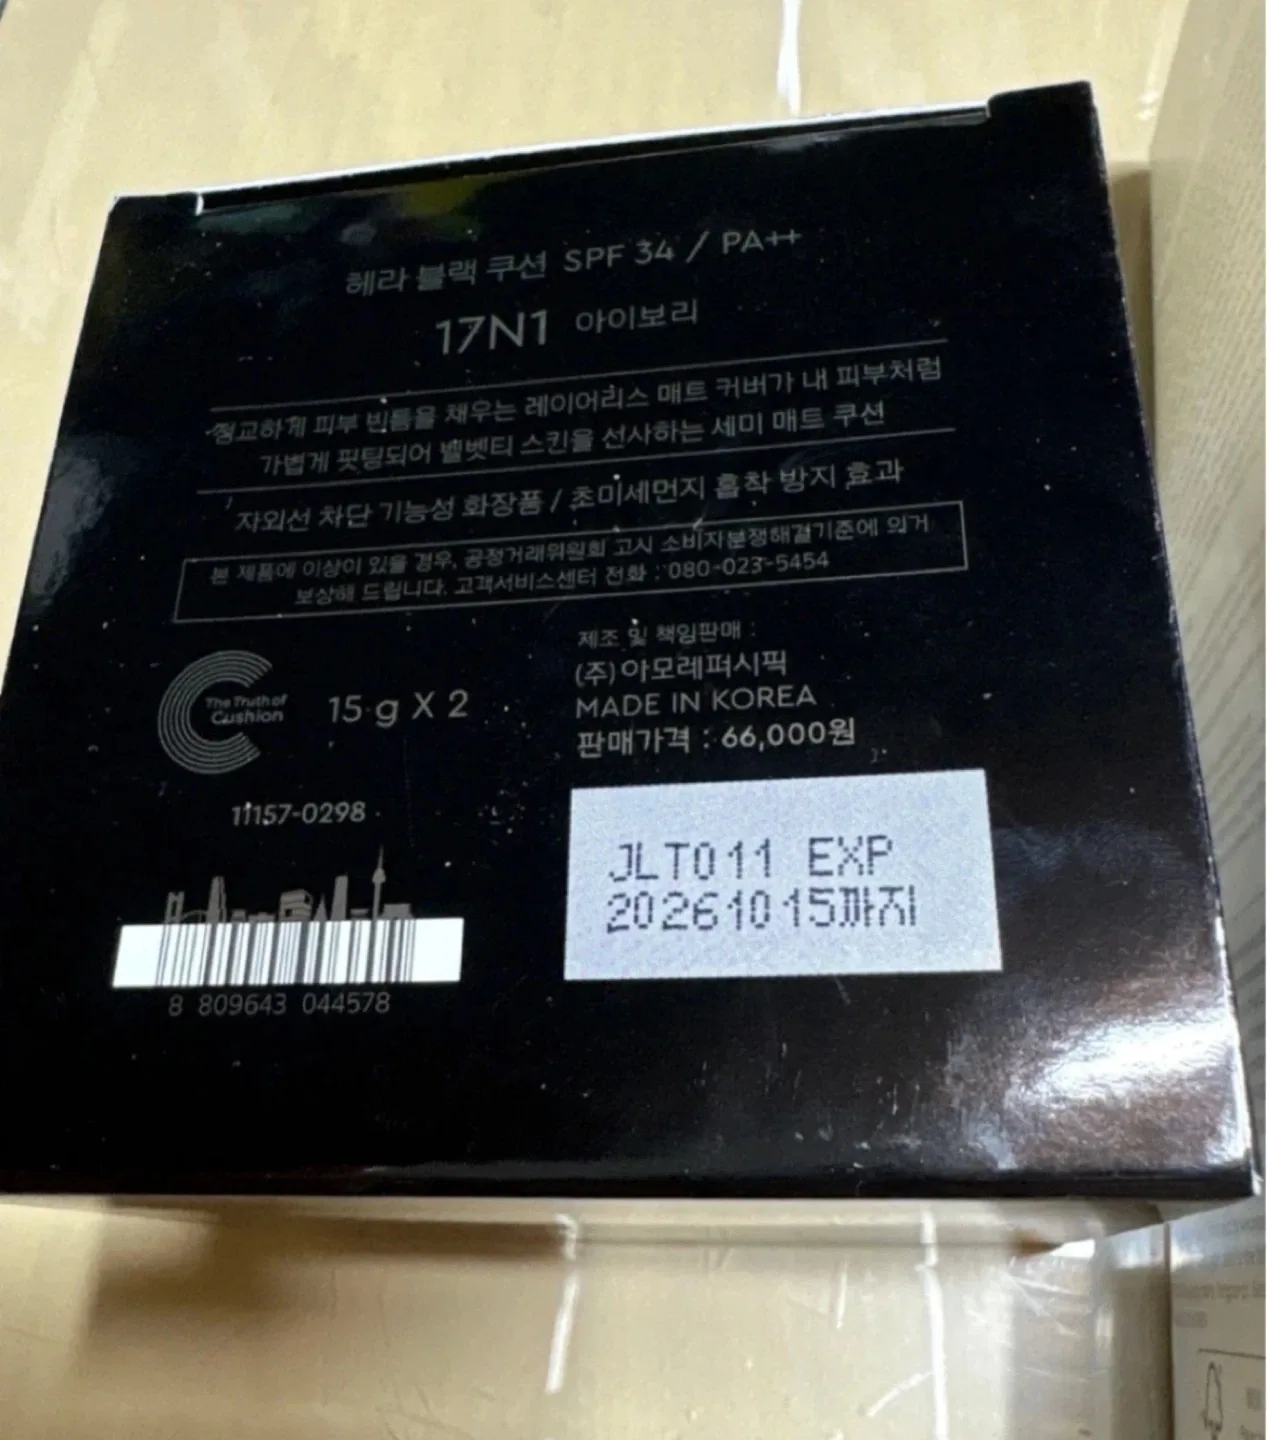 헤라 블랙 쿠션 SPF 34 / PA++
17N1 아이보리
정교하게 피부 빈틈을 채우는 레이어리스 매트 커버가 내 피부처럼
가볍게 핏팅되어 벨벳티 스킨을 선사하는 세미 매트 쿠션
자외선 차단 기능성 화장품 / 초미세먼지 흡착 방지 효과
본 제품에 이상이 있을 경우, 공정거래위원회 고시 소비자분쟁해결기준에 의거
보상해 드립니다. 고객서비스센터 전화 : 080-023-5454
The Truth of
Cushion
15 g X 2
제조 및 책임판매 :
(주)아모레퍼시픽
MADE IN KOREA
판매가격 : 66,000원
11157-0298
JLT011 EXP
20261015까지
8 809643 044578